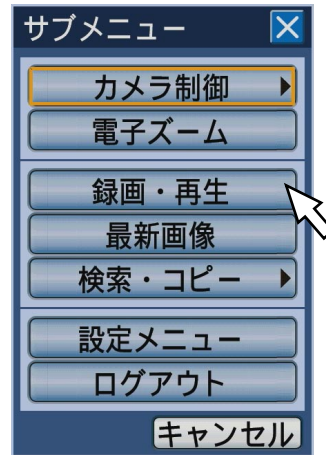 サブメニュー
カメラ制御
電子ズーム
録画・再生
最新画像
検索・コピー
設定メニュー
ログアウト
キャンセル